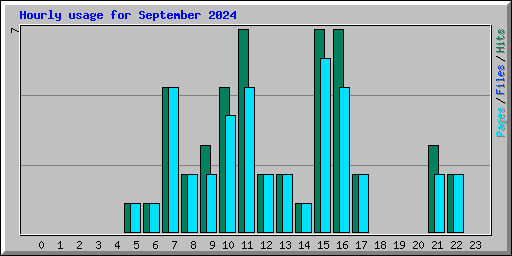 Hourly usage for September 2024
7
Pages / Files / Hits
0 1 2 3 4 5 6 7 8 9 10 11 12 13 14 15 16 17 18 19 20 21 22 23